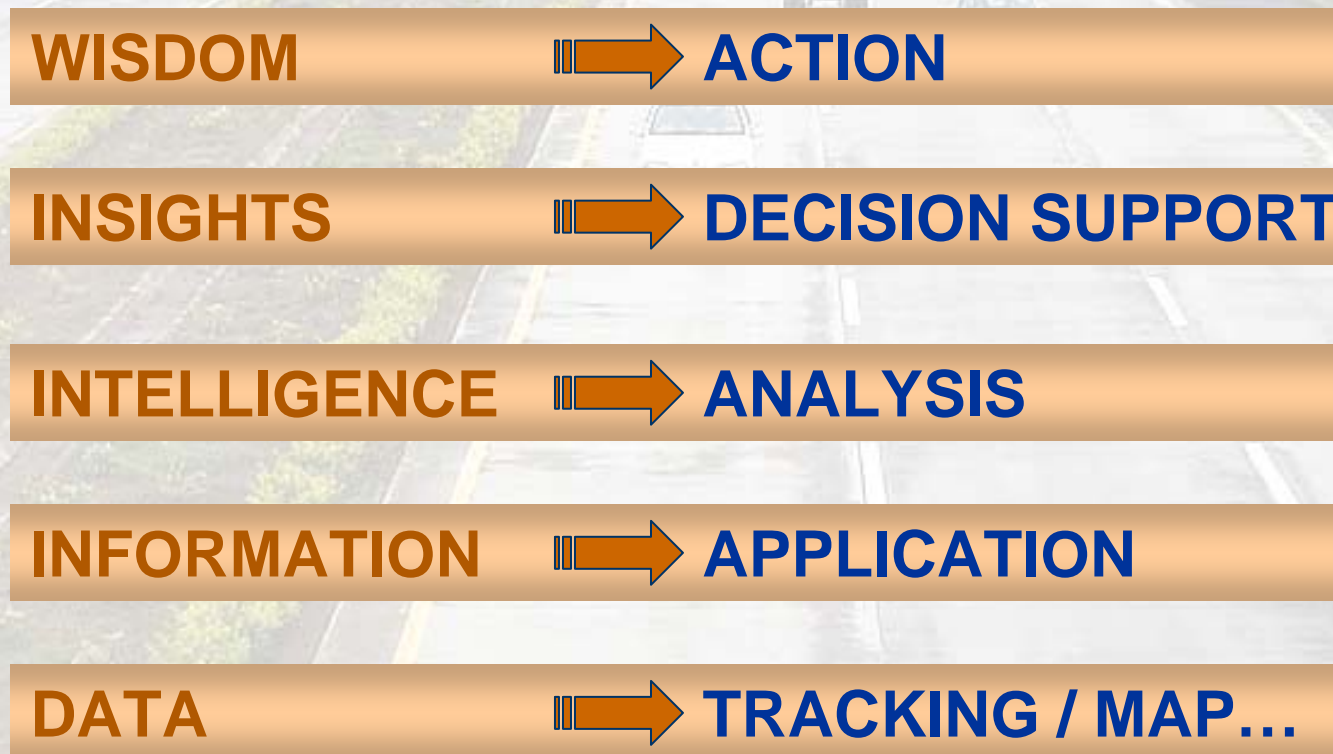 WISDOM ACTION
INSIGHTS DECISION SUPPORT
INTELLIGENCE ANALYSIS
INFORMATION APPLICATION
DATA TRACKING / MAP…